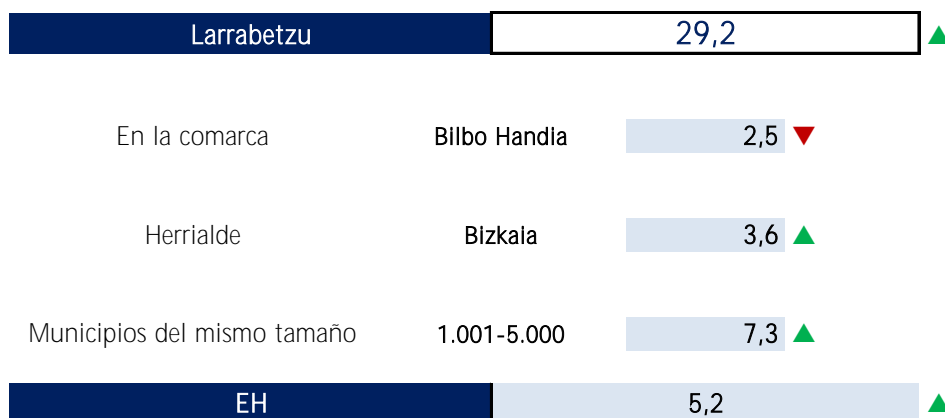 Larrabetzu 29,2 ▲
En la comarca Bilbo Handia 2,5 ▼
Herrialde Bizkaia 3,6 ▲
Municipios del mismo tamaño 1.001-5.000 7,3 ▲
EH 5,2 ▲